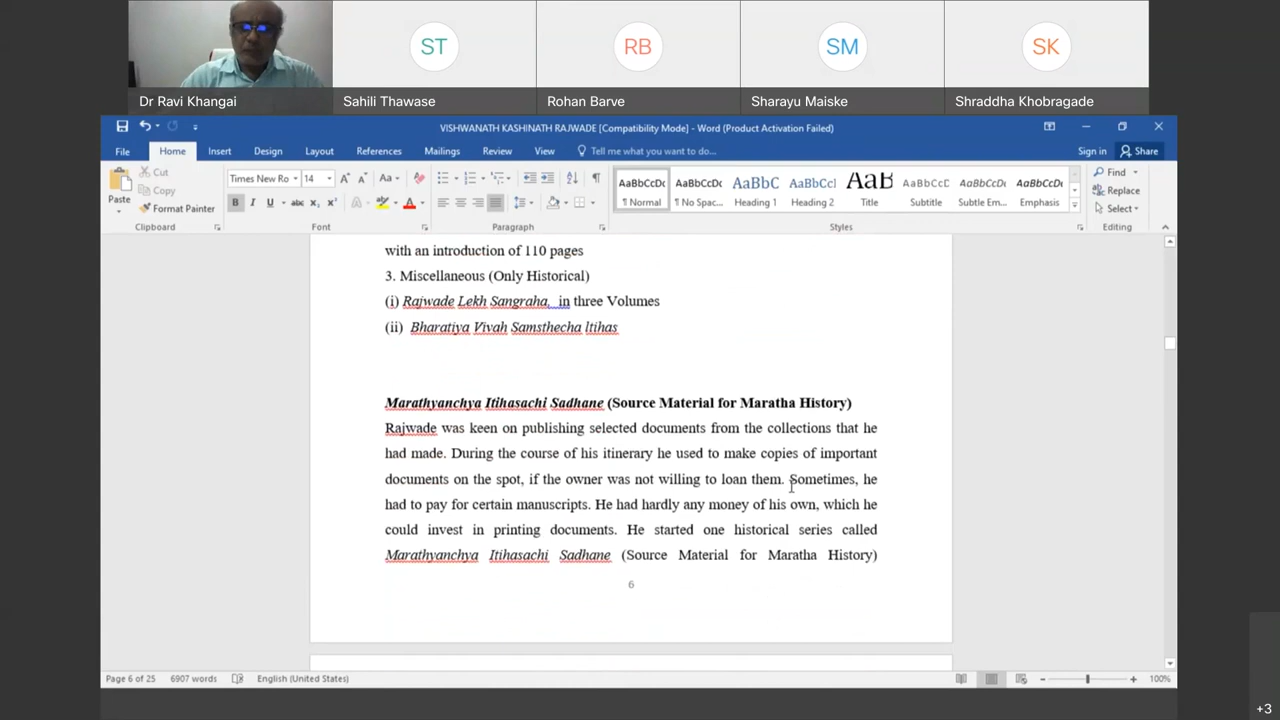 ST
RB
SM
SK
Dr Ravi Khangai
Sahili Thawase
Rohan Barve
Sharayu Maiske
Shraddha Khobragade
VISHWANATH KASHINATH RAJWADE [Compatibility Mode] - Word (Product Activation Failed)
File Home Insert Design Layout References Mailings Review View Tell me what you want to do... Sign in Share
Paste
Cut
Copy
Format Painter
Clipboard
Times New Ro 14
Font
Paragraph
AaBbCcDc AaBbCcDc AaBbC AaBbCcI AaB AaBbCcD AaBbCcDc AaBbCcDc
¶ Normal ¶ No Spac... Heading 1 Heading 2 Title Subtitle Subtle Em... Emphasis
Styles
Find
Replace
Select
Editing
with an introduction of 110 pages
3. Miscellaneous (Only Historical)
(i) Rajwade Lekh Sangraha, in three Volumes
(ii) Bharatiya Vivah Samsthecha ltihas
Marathyanchya Itihasachi Sadhane (Source Material for Maratha History)
Rajwade was keen on publishing selected documents from the collections that he
had made. During the course of his itinerary he used to make copies of important
documents on the spot, if the owner was not willing to loan them. Sometimes, he
had to pay for certain manuscripts. He had hardly any money of his own, which he
could invest in printing documents. He started one historical series called
Marathyanchya Itihasachi Sadhane (Source Material for Maratha History)
6
Page 6 of 25 6907 words English (United States) 100%
+3